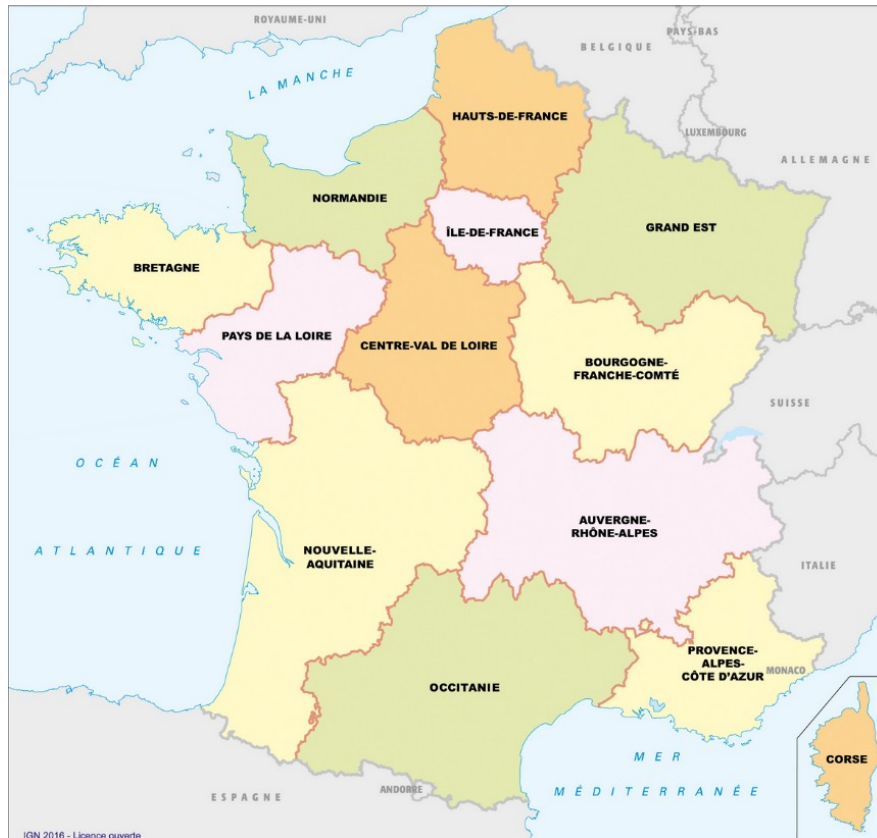 ROYAUME-UNI
PAYS-BAS
BELGIQUE
LA MANCHE
HAUTS-DE-FRANCE
LUXEMBOURG
ALLEMAGNE
NORMANDIE
ÎLE-DE-FRANCE
GRAND EST
BRETAGNE
PAYS DE LA LOIRE
CENTRE-VAL DE LOIRE
BOURGOGNE-
FRANCHE-COMTÉ
SUISSE
OCÉAN
ATLANTIQUE
AUVERGNE-
RHÔNE-ALPES
NOUVELLE-
AQUITAINE
ITALIE
PROVENCE-
ALPES-
CÔTE D'AZUR
MONACO
OCCITANIE
MER
MÉDITERRANÉE
CORSE
ANDORRE
ESPAGNE
IGN 2016 - Licence ouverte